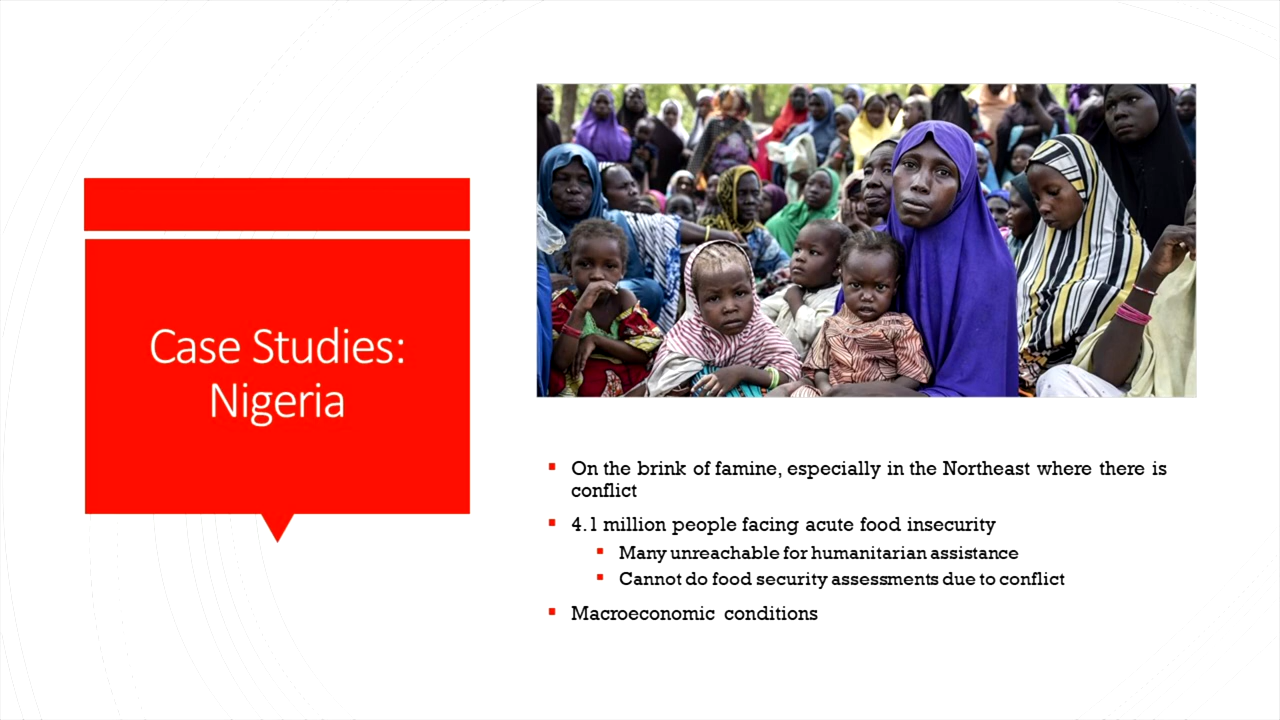 Case Studies:
Nigeria
On the brink of famine, especially in the Northeast where there is
conflict
4.1 million people facing acute food insecurity
Many unreachable for humanitarian assistance
Cannot do food security assessments due to conflict
Macroeconomic conditions